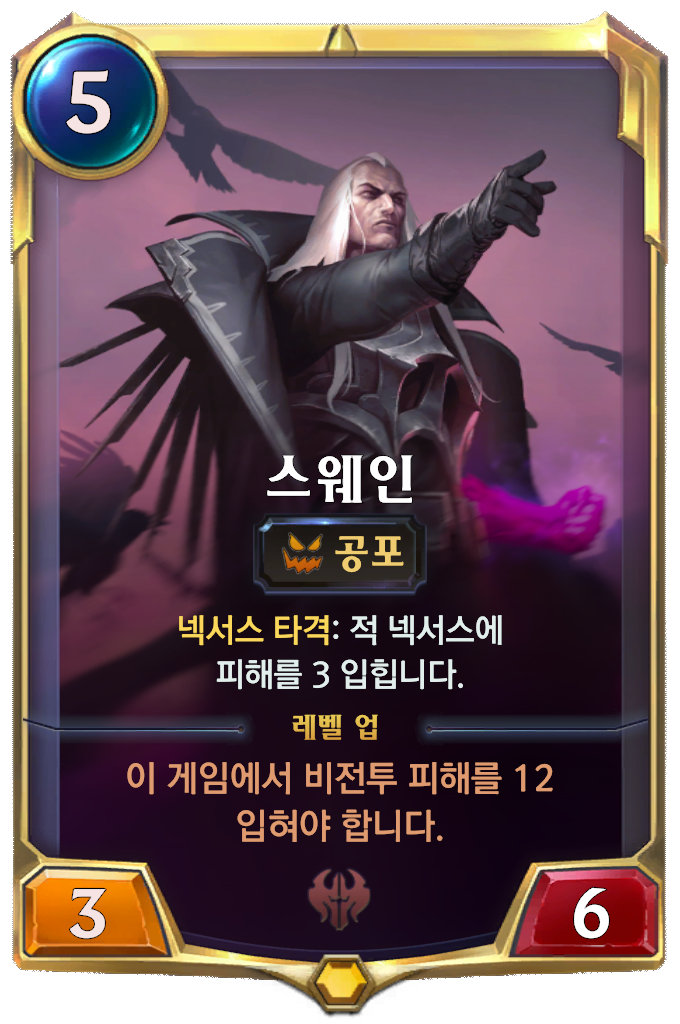 5
스웨인
공포
넥서스 타격: 적 넥서스에
피해를 3 입힙니다.
레벨 업
이 게임에서 비전투 피해를 12
입혀야 합니다.
3
6